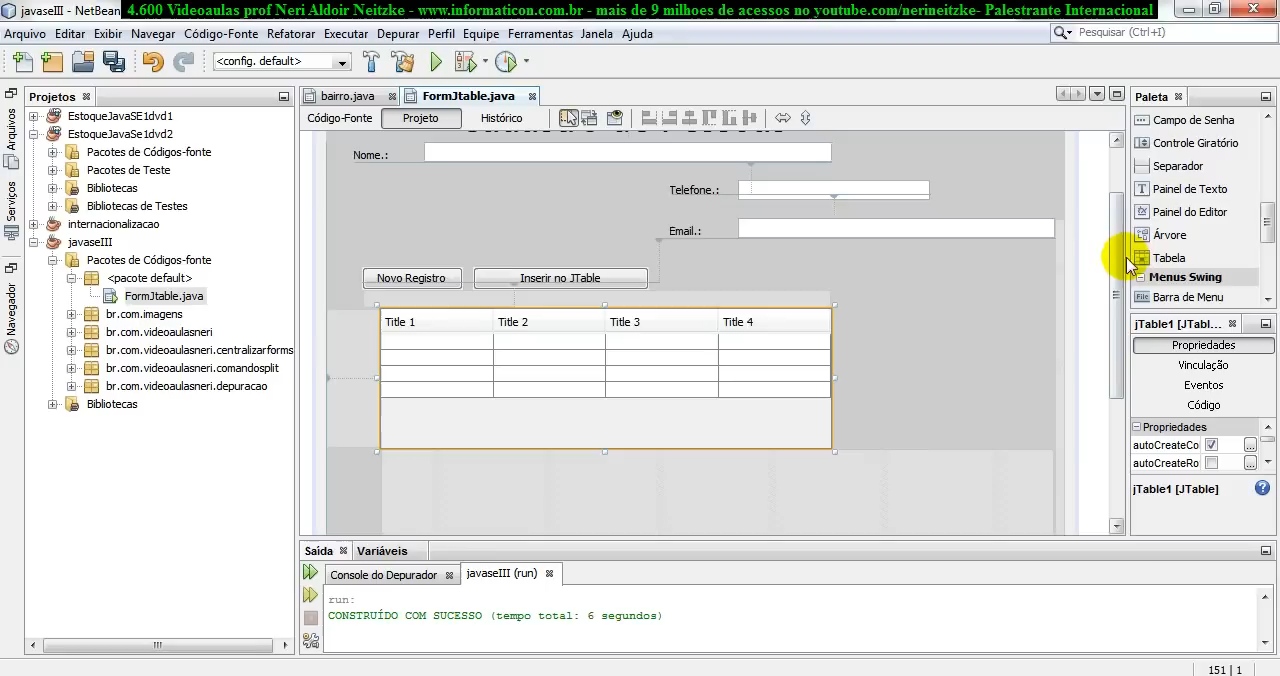 javaseIII - NetBean
4.600 Videoaulas prof Neri Aldoir Neitzke - www.informaticon.com.br - mais de 9 milhoes de acessos no youtube.com/nerineitzke- Palestrante Internacional
Arquivo Editar Exibir Navegar Código-Fonte Refatorar Executar Depurar Perfil Equipe Ferramentas Janela Ajuda
Pesquisar (Ctrl+I)
<config. default>
Arquivos
Serviços
Navegador
Projetos
EstoqueJavaSE1dvd1
EstoqueJavaSe1dvd2
Pacotes de Códigos-fonte
Pacotes de Teste
Bibliotecas
Bibliotecas de Testes
internacionalizacao
javaseIII
Pacotes de Códigos-fonte
<pacote default>
FormJtable.java
br.com.imagens
br.com.videoaulasneri
br.com.videoaulasneri.centralizarforms
br.com.videoaulasneri.comandosplit
br.com.videoaulasneri.depuracao
Bibliotecas
bairro.java FormJtable.java
Código-Fonte Projeto Histórico
Nome.:
Telefone.:
Email.:
Novo Regis Inserir no JTable
Title 1 Title 2 Title 3 Title 4
Paleta
Campo de Senha
Controle Giratório
Separador
Painel de Texto
Painel do Editor
Árvore
Tabela
Menus Swing
Barra de Menu
jTable1 [JTabl...
Propriedades
Vinculação
Eventos
Código
Propriedades
autoCreateCo
autoCreateRo
jTable1 [JTable]
Saída Variáveis
Console do Depurador javaseIII (run)
run:
CONSTRUÍDO COM SUCESSO (tempo total: 6 segundos)
151 | 1